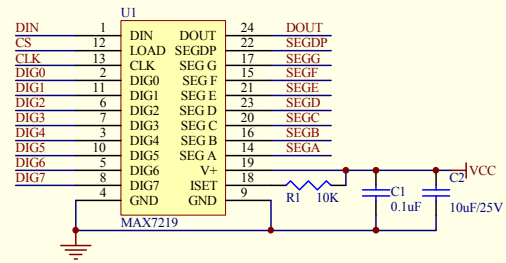 U1
DIN 1 DIN DOUT 24 DOUT
CS 12 LOAD SEGDP 22 SEGDP
CLK 13 CLK SEG G 17 SEGG
DIG0 2 DIG0 SEG F 15 SEGF
DIG1 11 DIG1 SEG E 21 SEGE
DIG2 6 DIG2 SEG D 23 SEGD
DIG3 7 DIG3 SEG C 20 SEGC
DIG4 3 DIG4 SEG B 16 SEGB
DIG5 10 DIG5 SEG A 14 SEGA
DIG6 5 DIG6 V+ 19 VCC
DIG7 8 DIG7 ISET 18
4 GND GND 9
R1 10K
C1
0.1uF
C2
10uF/25V
MAX7219